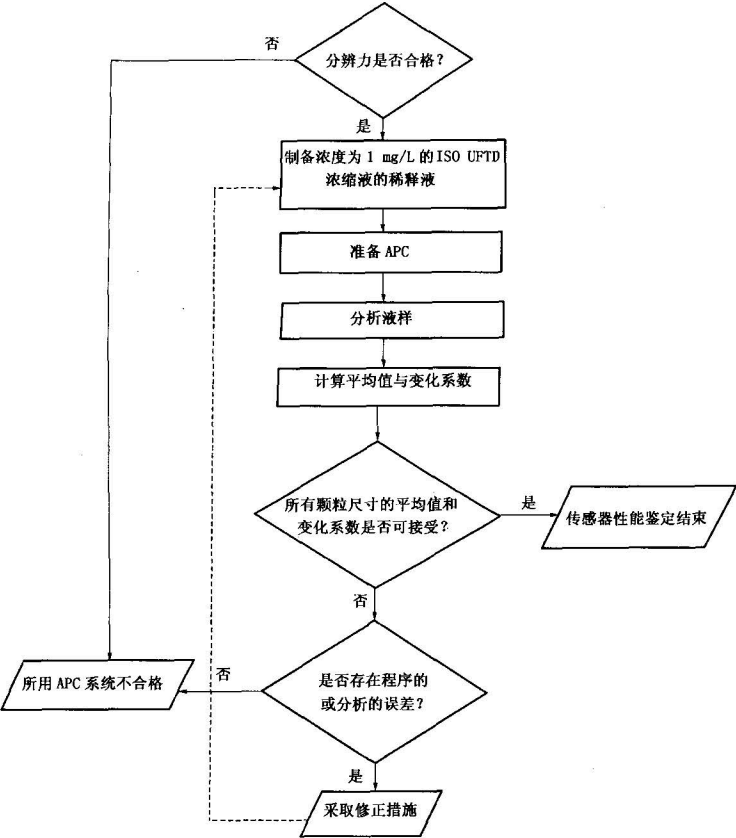 否
分辨力是否合格?
是
制备浓度为 1 mg/L 的 ISO UFTD
浓缩液的稀释液
准备 APC
分析液样
计算平均值与变化系数
所有颗粒尺寸的平均值和
变化系数是否可接受?
是
传感器性能鉴定结束
否
所用 APC 系统不合格
否
是否存在程序的
或分析的误差?
是
采取修正措施